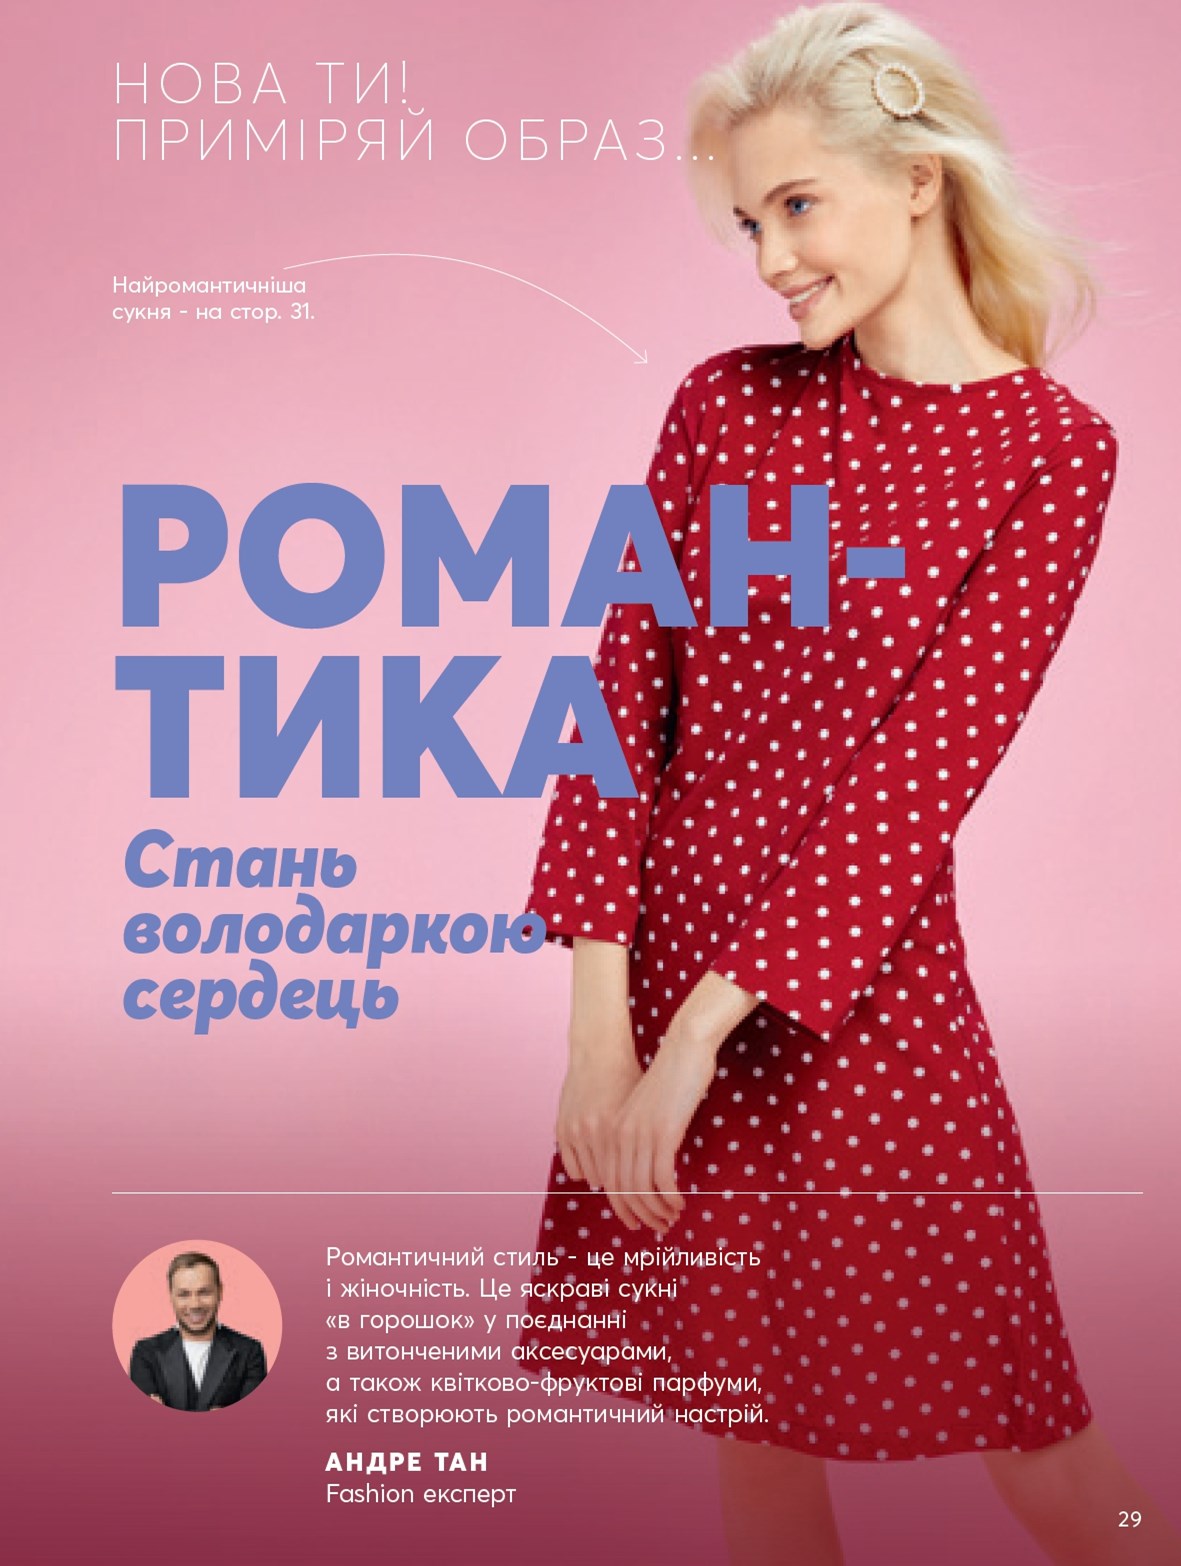 НОВА ТИ!
ПРИМІРЯЙ ОБРАЗ...
Найромантичніша
сукня - на стор. 31.
РОМАН-
ТИКА
Стань
володаркою
сердець
Романтичний стиль - це мрійливість
і жіночність. Це яскраві сукні
«в горошок» у поєднанні
з витонченими аксесуарами,
а також квітково-фруктові парфуми,
які створюють романтичний настрій.
АНДРЕ ТАН
Fashion експерт
29